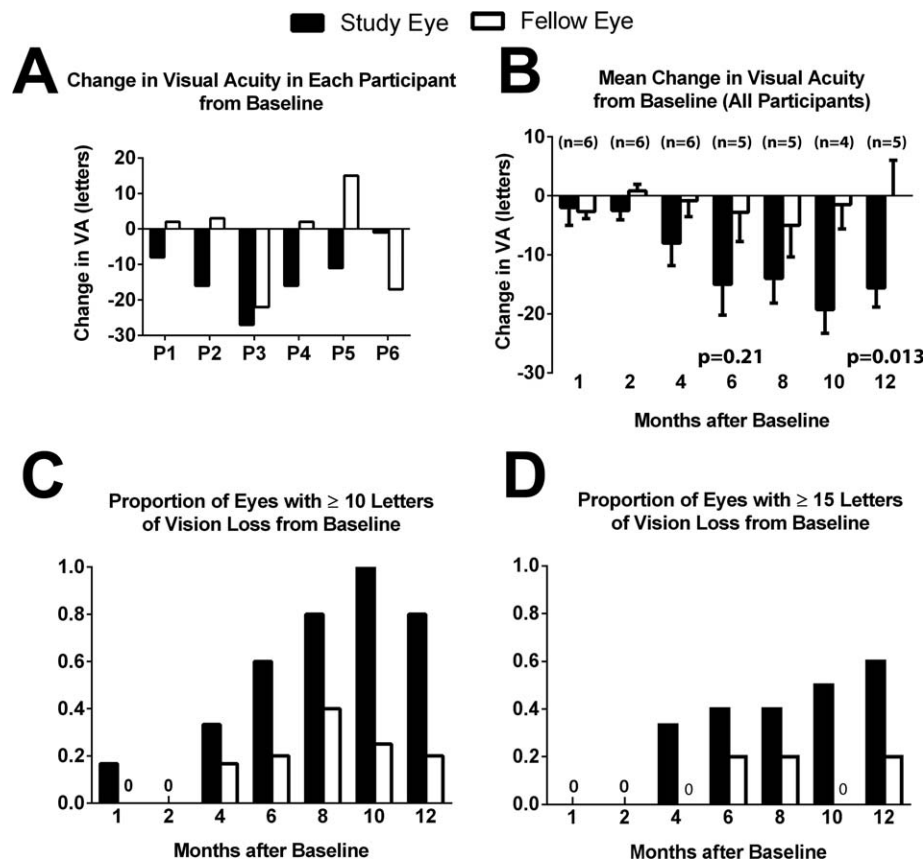 Study Eye Fellow Eye
A
Change in Visual Acuity in Each Participant
from Baseline
Change in VA (letters)
20
10
0
-10
-20
-30
P1 P2 P3 P4 P5 P6
B
Mean Change in Visual Acuity
from Baseline (All Participants)
Change in VA (letters)
10
0
-10
-20
-30
(n=6) (n=6) (n=6) (n=5) (n=5) (n=4) (n=5)
p=0.21 p=0.013
1 2 4 6 8 10 12
Months after Baseline
C
Proportion of Eyes with ≥ 10 Letters
of Vision Loss from Baseline
1.0
0.8
0.6
0.4
0.2
0.0
0 0
1 2 4 6 8 10 12
Months after Baseline
D
Proportion of Eyes with ≥ 15 Letters
of Vision Loss from Baseline
1.0
0.8
0.6
0.4
0.2
0.0
0 0 0 0
1 2 4 6 8 10 12
Months after Baseline